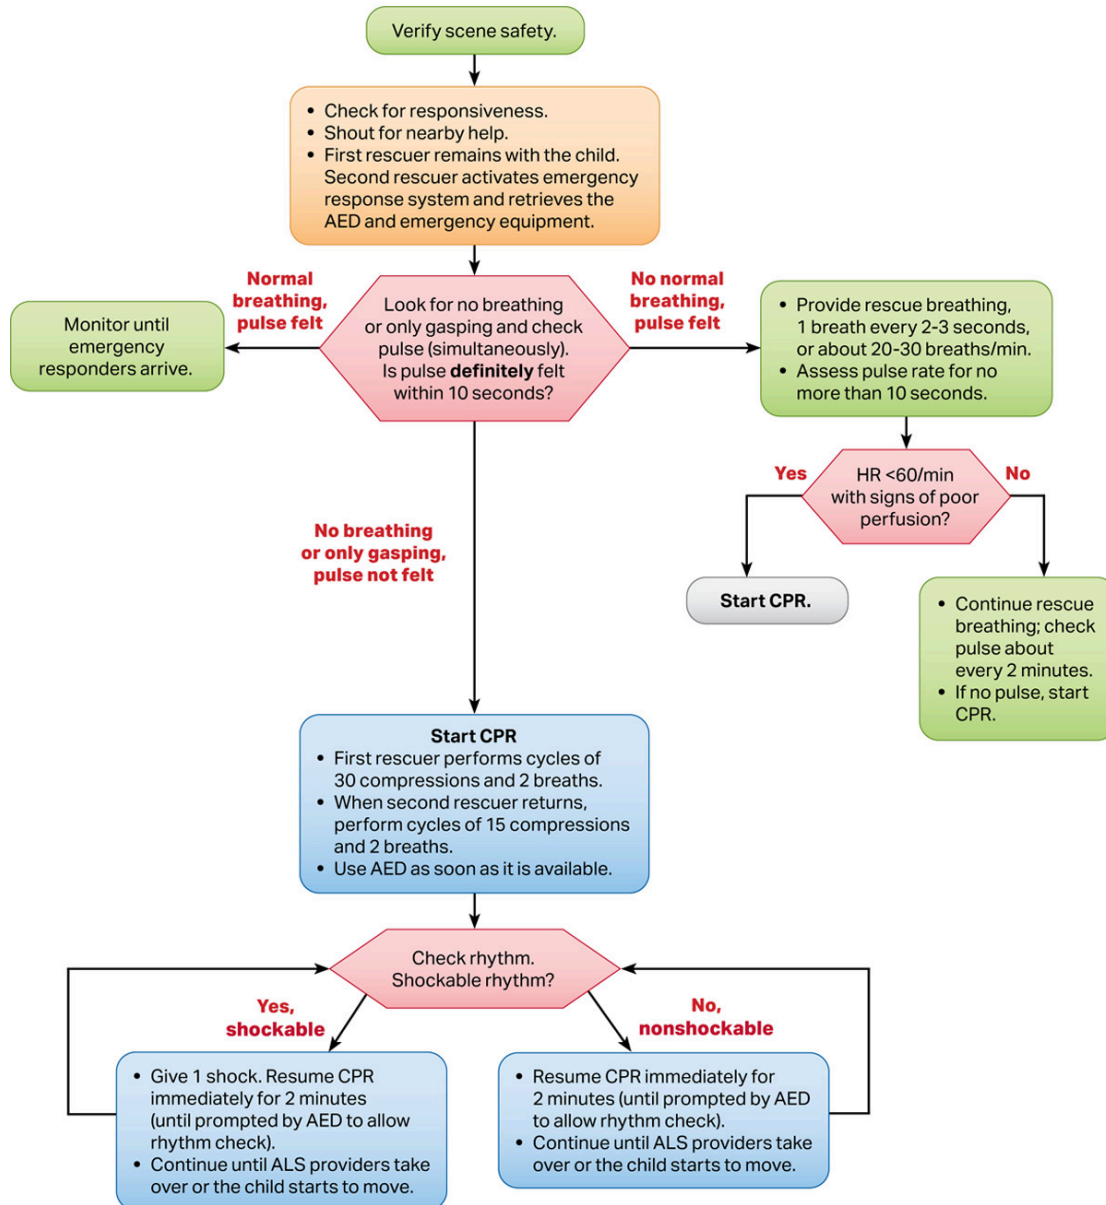 Verify scene safety.
• Check for responsiveness.
• Shout for nearby help.
• First rescuer remains with the child.
Second rescuer activates emergency
response system and retrieves the
AED and emergency equipment.
Normal
breathing,
pulse felt
No normal
breathing,
pulse felt
Monitor until
emergency
responders arrive.
Look for no breathing
or only gasping and check
pulse (simultaneously).
Is pulse definitely felt
within 10 seconds?
• Provide rescue breathing,
1 breath every 2-3 seconds,
or about 20-30 breaths/min.
• Assess pulse rate for no
more than 10 seconds.
Yes
HR <60/min
with signs of poor
perfusion?
No
No breathing
or only gasping,
pulse not felt
Start CPR.
• Continue rescue
breathing; check
pulse about
every 2 minutes.
• If no pulse, start
CPR.
Start CPR
• First rescuer performs cycles of
30 compressions and 2 breaths.
• When second rescuer returns,
perform cycles of 15 compressions
and 2 breaths.
• Use AED as soon as it is available.
Check rhythm.
Shockable rhythm?
Yes,
shockable
No,
nonshockable
• Give 1 shock. Resume CPR
immediately for 2 minutes
(until prompted by AED to allow
rhythm check).
• Continue until ALS providers take
over or the child starts to move.
• Resume CPR immediately for
2 minutes (until prompted by AED
to allow rhythm check).
• Continue until ALS providers take
over or the child starts to move.